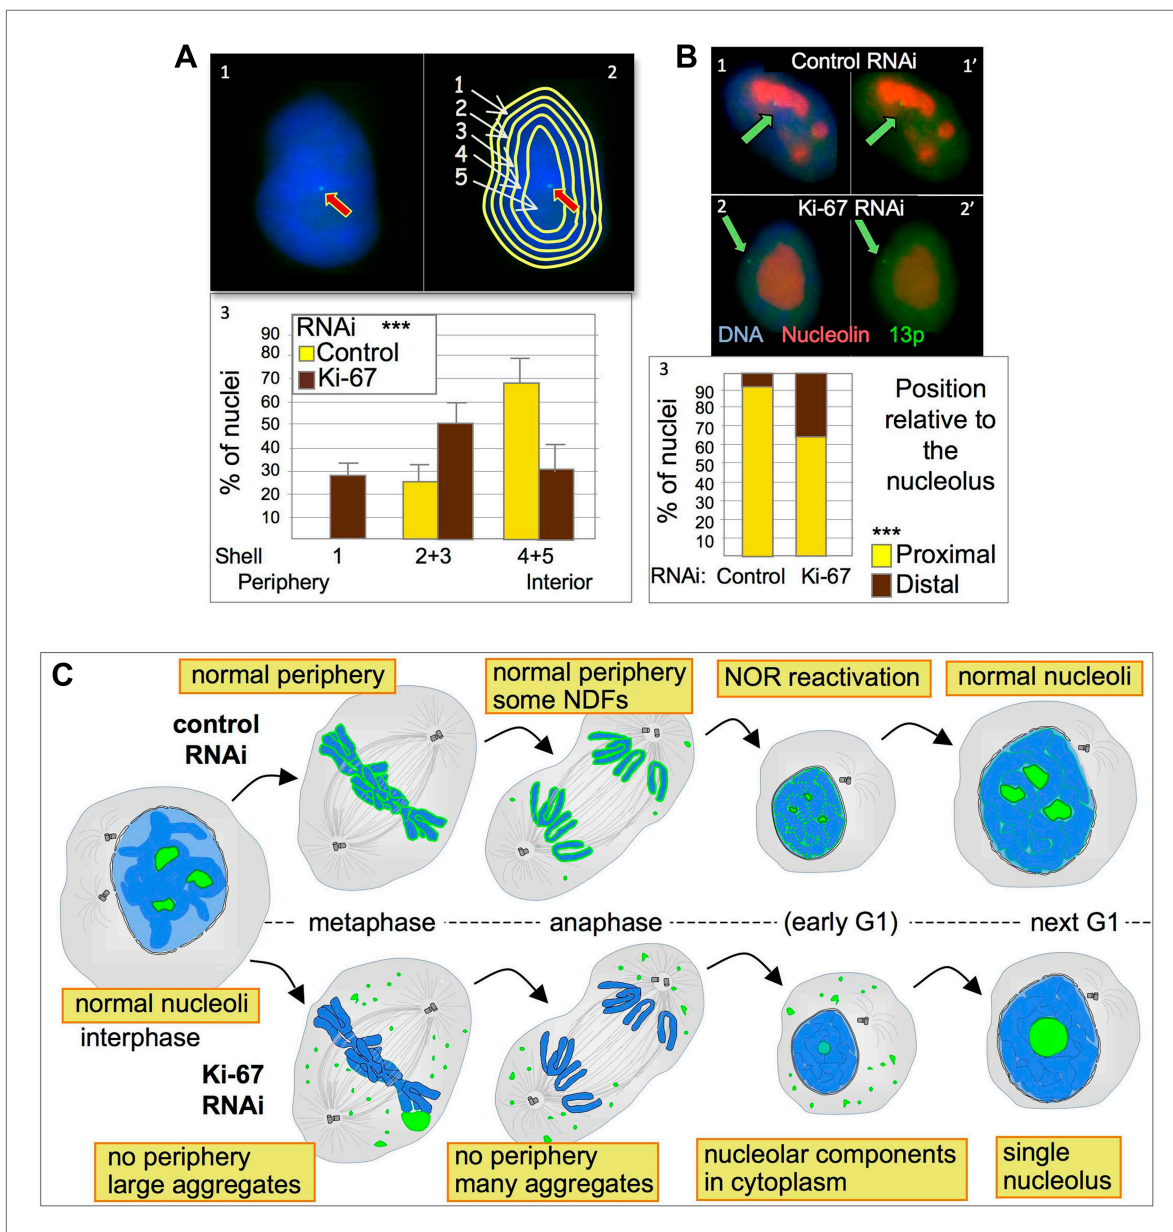 A
1
2
1
2
3
4
5
3
RNAi ***
Control
Ki-67
% of nuclei
90
80
70
60
50
40
30
20
10
Shell 1 2+3 4+5
Periphery Interior
B
1 Control RNAi 1’
2 Ki-67 RNAi 2’
DNA Nucleolin 13p
3
% of nuclei
90
80
70
60
50
40
30
20
10
Position
relative to
the
nucleolus
***
Proximal
Distal
RNAi: Control Ki-67
C
normal periphery
normal periphery
some NDFs
NOR reactivation
normal nucleoli
control
RNAi
metaphase
anaphase
(early G1)
next G1
normal nucleoli
interphase
Ki-67
RNAi
no periphery
large aggregates
no periphery
many aggregates
nucleolar components
in cytoplasm
single
nucleolus